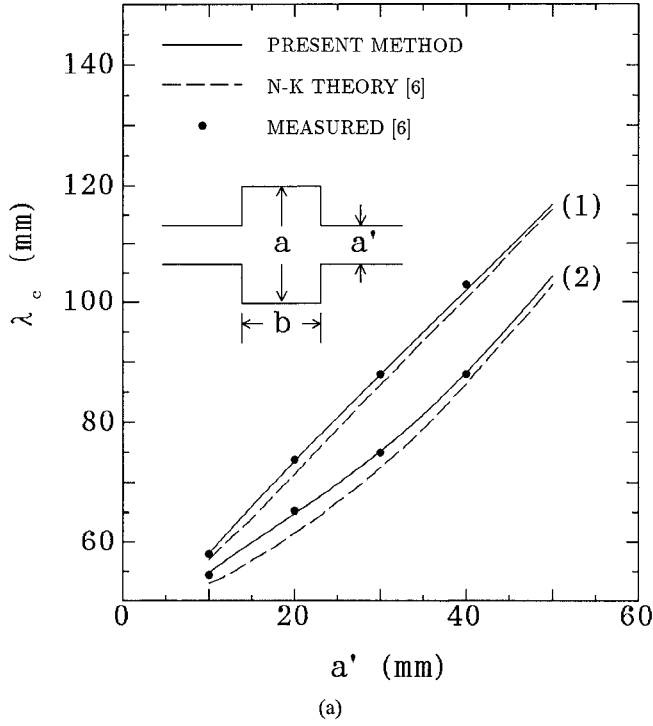 PRESENT METHOD
N-K THEORY [6]
MEASURED [6]
140
120
100
80
60
λc (mm)
a
a'
b
(1)
(2)
0
20
40
60
a' (mm)
(a)